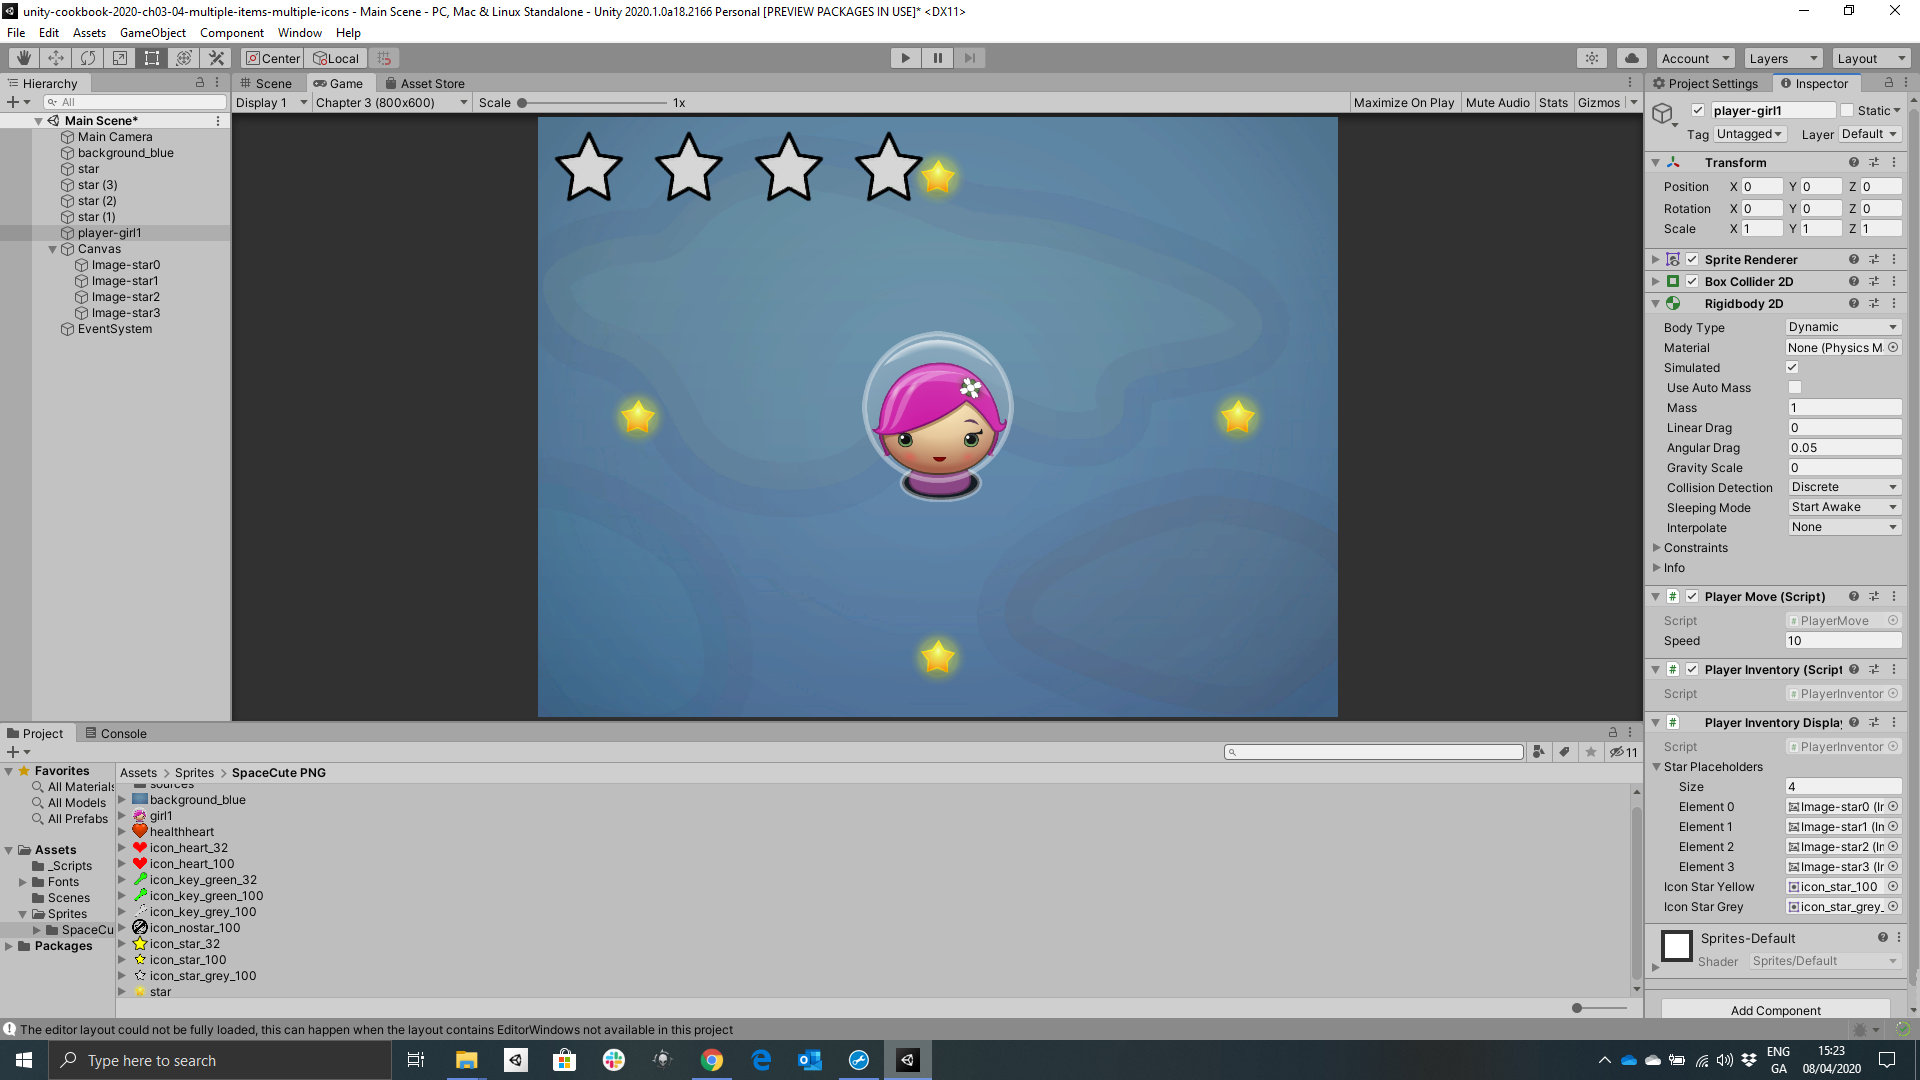 unity-cookbook-2020-ch03-04-multiple-items-multiple-icons - Main Scene - PC, Mac & Linux Standalone - Unity 2020.1.0a18.2166 Personal [PREVIEW PACKAGES IN USE]* <DX11>
File Edit Assets GameObject Component Window Help
Center Local Account Layers Layout
Hierarchy
All
Main Scene*
Main Camera
background_blue
star
star (3)
star (2)
star (1)
player-girl1
Canvas
Image-star0
Image-star1
Image-star2
Image-star3
EventSystem
Scene Game Asset Store
Display 1 Chapter 3 (800x600) Scale 1x Maximize On Play Mute Audio Stats Gizmos
Project Settings Inspector
player-girl1 Static
Tag Untagged Layer Default
Transform
Position X 0 Y 0 Z 0
Rotation X 0 Y 0 Z 0
Scale X 1 Y 1 Z 1
Sprite Renderer
Box Collider 2D
Rigidbody 2D
Body Type Dynamic
Material None (Physics M
Simulated
Use Auto Mass
Mass 1
Linear Drag 0
Angular Drag 0.05
Gravity Scale 0
Collision Detection Discrete
Sleeping Mode Start Awake
Interpolate None
Constraints
Info
Player Move (Script)
Script PlayerMove
Speed 10
Player Inventory (Script
Script PlayerInventor
Player Inventory Display
Script PlayerInventor
Star Placeholders
Size 4
Element 0 Image-star0 (Ir
Element 1 Image-star1 (Im
Element 2 Image-star2 (Ir
Element 3 Image-star3 (Ir
Icon Star Yellow icon_star_100
Icon Star Grey icon_star_grey_
Sprites-Default
Shader Sprites/Default
Add Component
Project Console
11
Favorites
All Materials
All Models
All Prefabs
Assets
_Scripts
Fonts
Scenes
Sprites
SpaceCu
Packages
Assets > Sprites > SpaceCute PNG
sources
background_blue
girl1
healthheart
icon_heart_32
icon_heart_100
icon_key_green_32
icon_key_green_100
icon_key_grey_100
icon_nostar_100
icon_star_32
icon_star_100
icon_star_grey_100
star
The editor layout could not be fully loaded, this can happen when the layout contains EditorWindows not available in this project
Type here to search
ENG
GA
15:23
08/04/2020